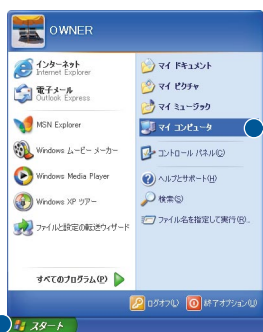 OWNER
インターネット
Internet Explorer
電子メール
Outlook Express
MSN Explorer
Windows ムービー メーカー
Windows Media Player
Windows XP ツアー
ファイルと設定の転送ウィザード
すべてのプログラム(P)
マイ ドキュメント
マイ ピクチャ
マイ ミュージック
マイ コンピュータ
コントロール パネル(C)
ヘルプとサポート(H)
検索(S)
ファイル名を指定して実行(R)...
ログオフ(L)
終了オプション(U)
スタート